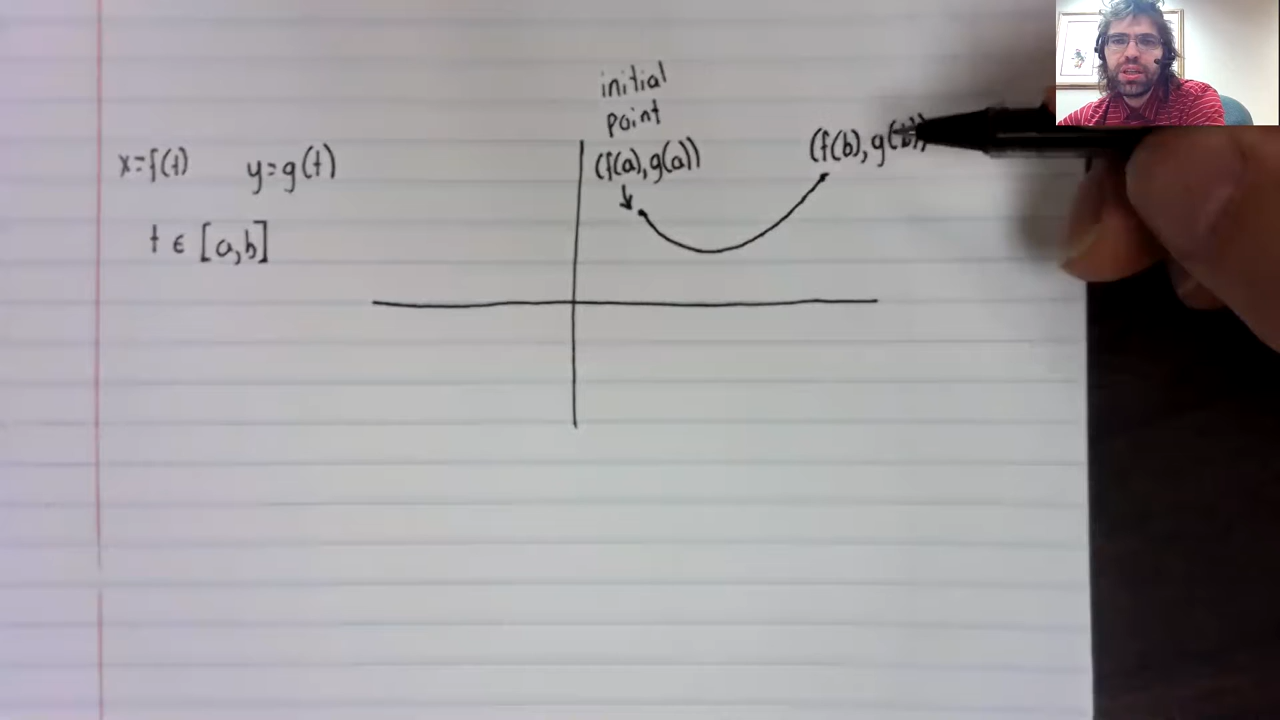 initial
point
(f(a), g(a))
(f(b), g(b))
x=f(t) y=g(t)
t ∈ [a,b]